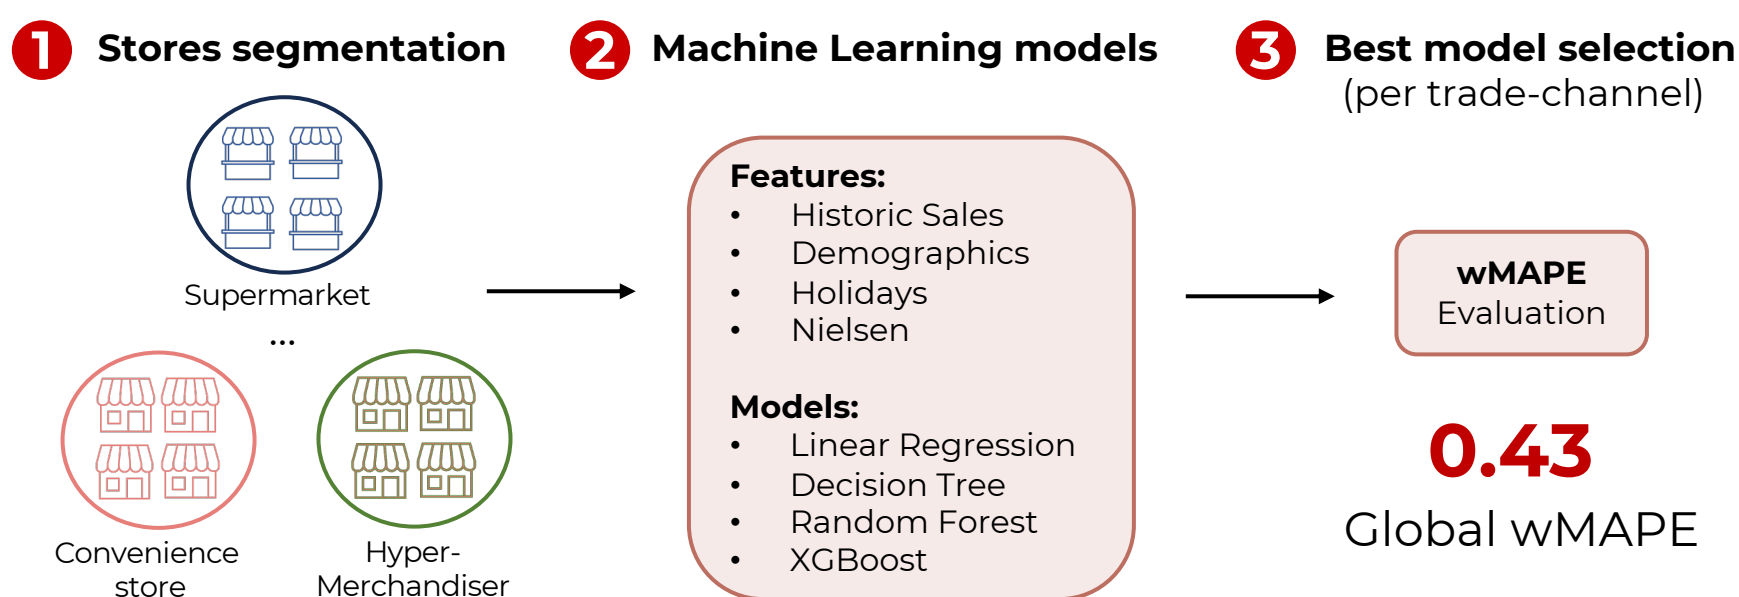 1 Stores segmentation
Supermarket
...
Convenience
store
Hyper-
Merchandiser
2 Machine Learning models
Features:
• Historic Sales
• Demographics
• Holidays
• Nielsen
Models:
• Linear Regression
• Decision Tree
• Random Forest
• XGBoost
3 Best model selection
(per trade-channel)
wMAPE
Evaluation
0.43
Global wMAPE